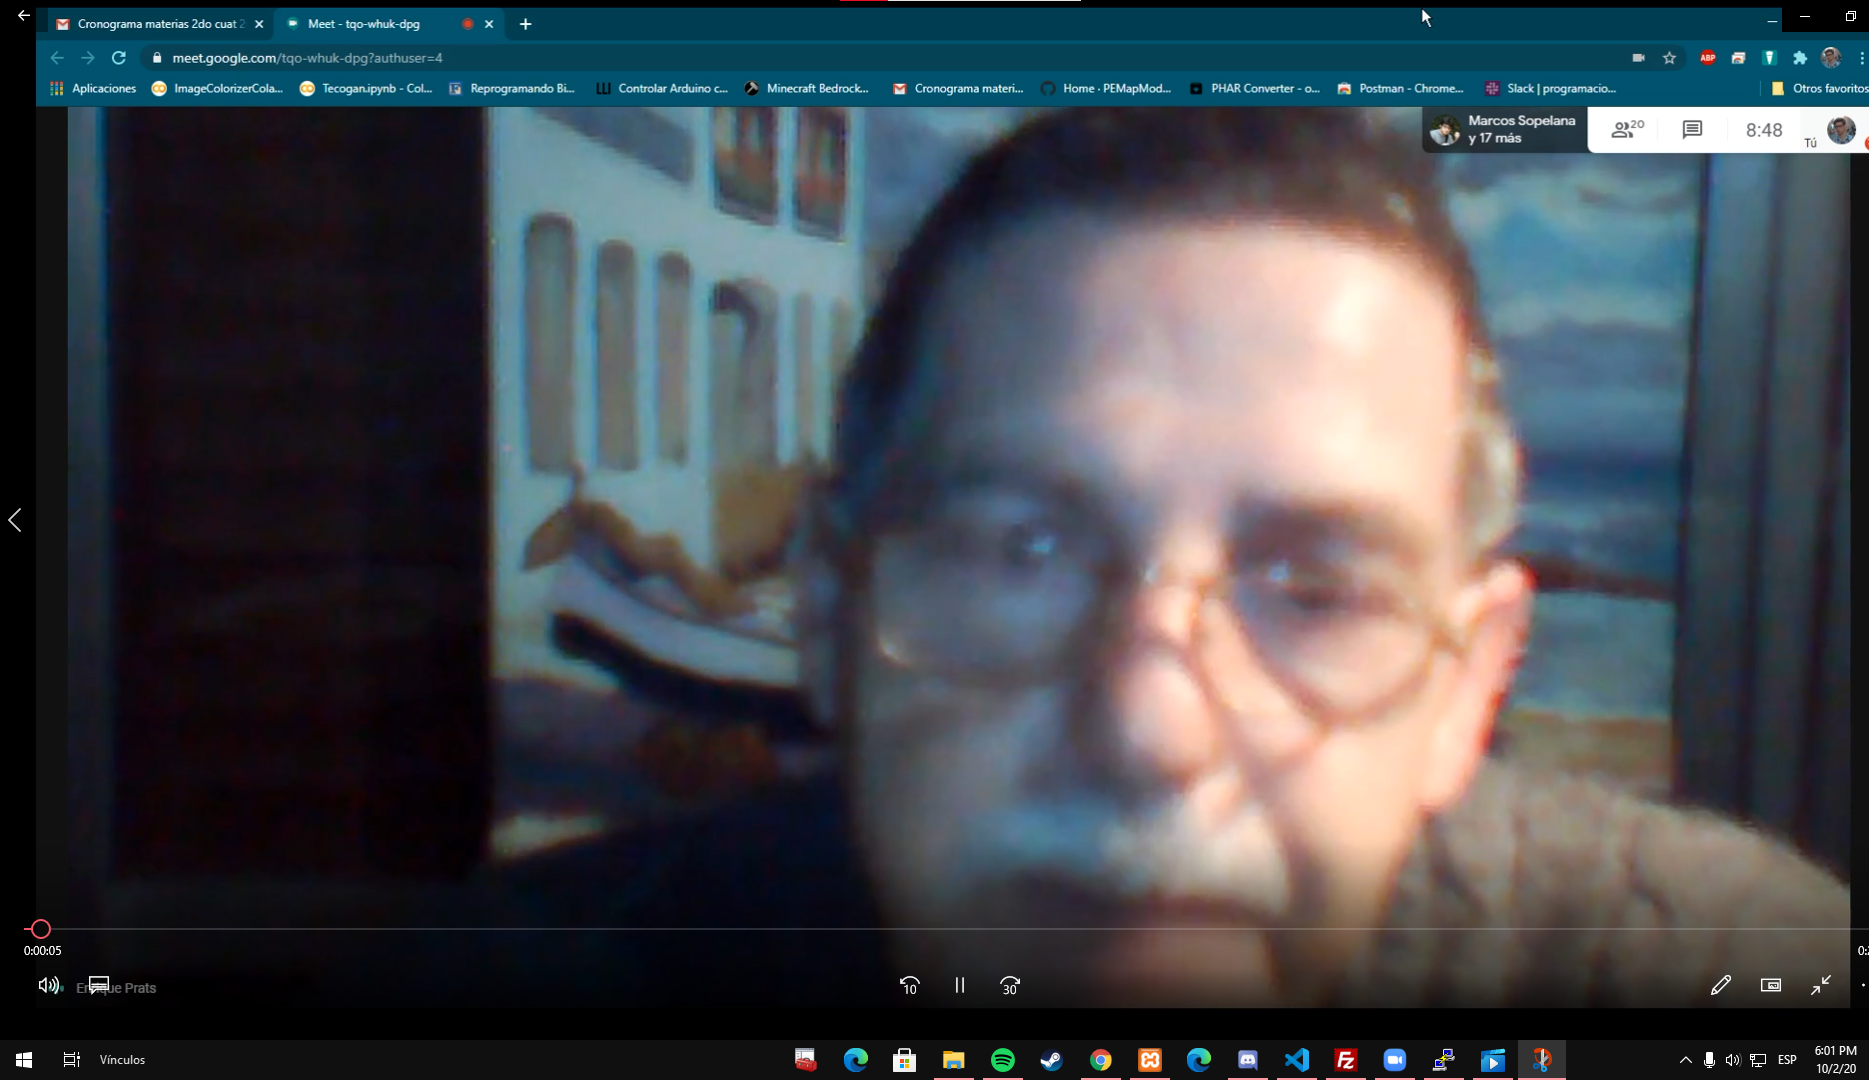 Cronograma materias 2do cuat 2
Meet - tqo-whuk-dpg
meet.google.com/tqo-whuk-dpg?authuser=4
ABP
Aplicaciones
ImageColorizerCola...
Tecogan.ipynb - Col...
Reprogramando Bi...
Controlar Arduino c...
Minecraft Bedrock...
Cronograma materi...
Home · PEMapMod...
PHAR Converter - o...
Postman - Chrome...
Slack | programacio...
Otros favoritos
Marcos Sopelana
y 17 más
20
8:48
Tú
0:00:05
Enrique Prats
10
30
Vínculos
Fz
ESP
6:01 PM
10/2/20